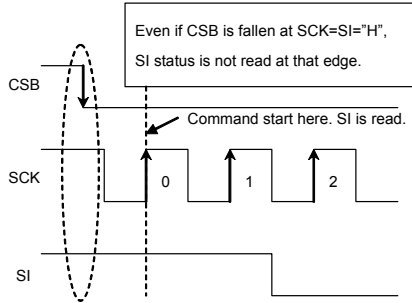 Even if CSB is fallen at SCK=SI=”H”,
SI status is not read at that edge.
CSB
Command start here. SI is read.
SCK
0 1 2
SI